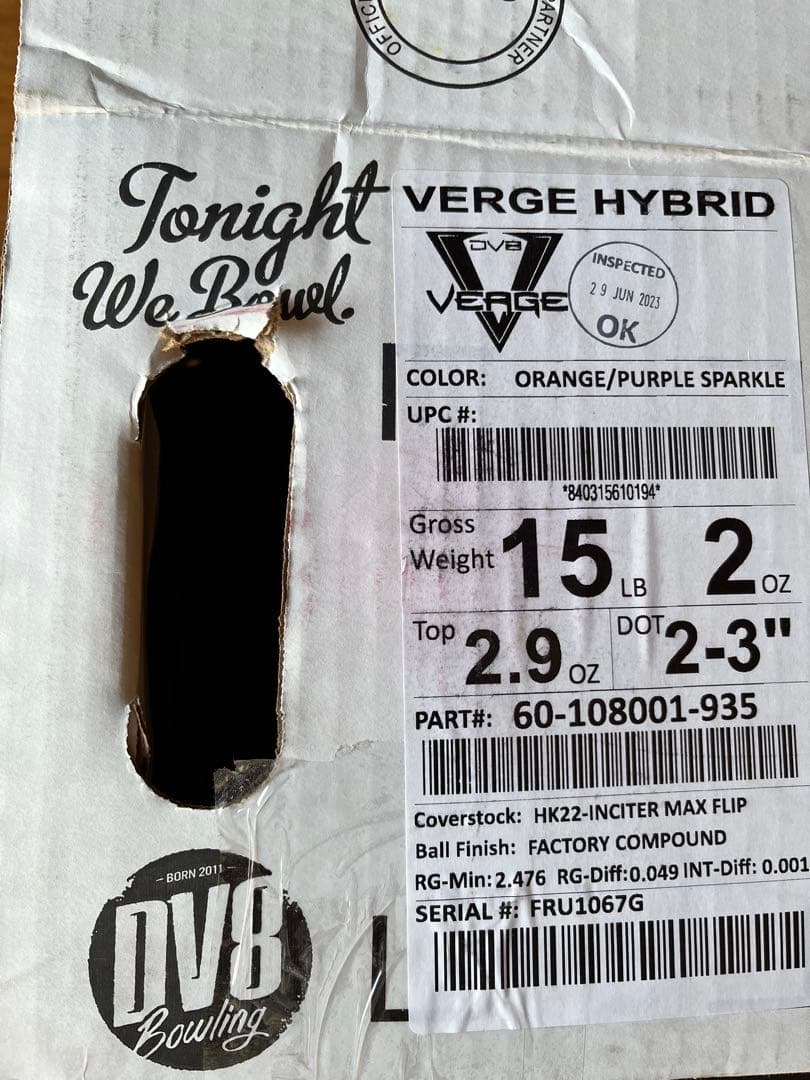 OFFICI
PARTNER
Tonight
We Bowl.
VERGE HYBRID
DV8
VERGE
INSPECTED
29 JUN 2023
OK
COLOR: ORANGE/PURPLE SPARKLE
UPC #:
*840315610194*
Gross
Weight 15 LB 2 OZ
Top 2.9 OZ DOT 2-3"
PART#: 60-108001-935
Coverstock: HK22-INCITER MAX FLIP
Ball Finish: FACTORY COMPOUND
RG-Min: 2.476 RG-Diff:0.049 INT-Diff: 0.001
SERIAL #: FRU1067G
– BORN 2011 –
DV8
Bowling